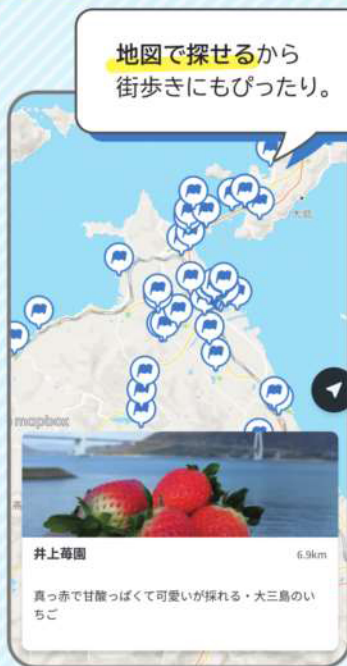 地図で探せるから
街歩きにもぴったり。
大島
mapbox
井上苺園
6.9km
真っ赤で甘酸っぱくて可愛いが採れる・大三島のい
ちご